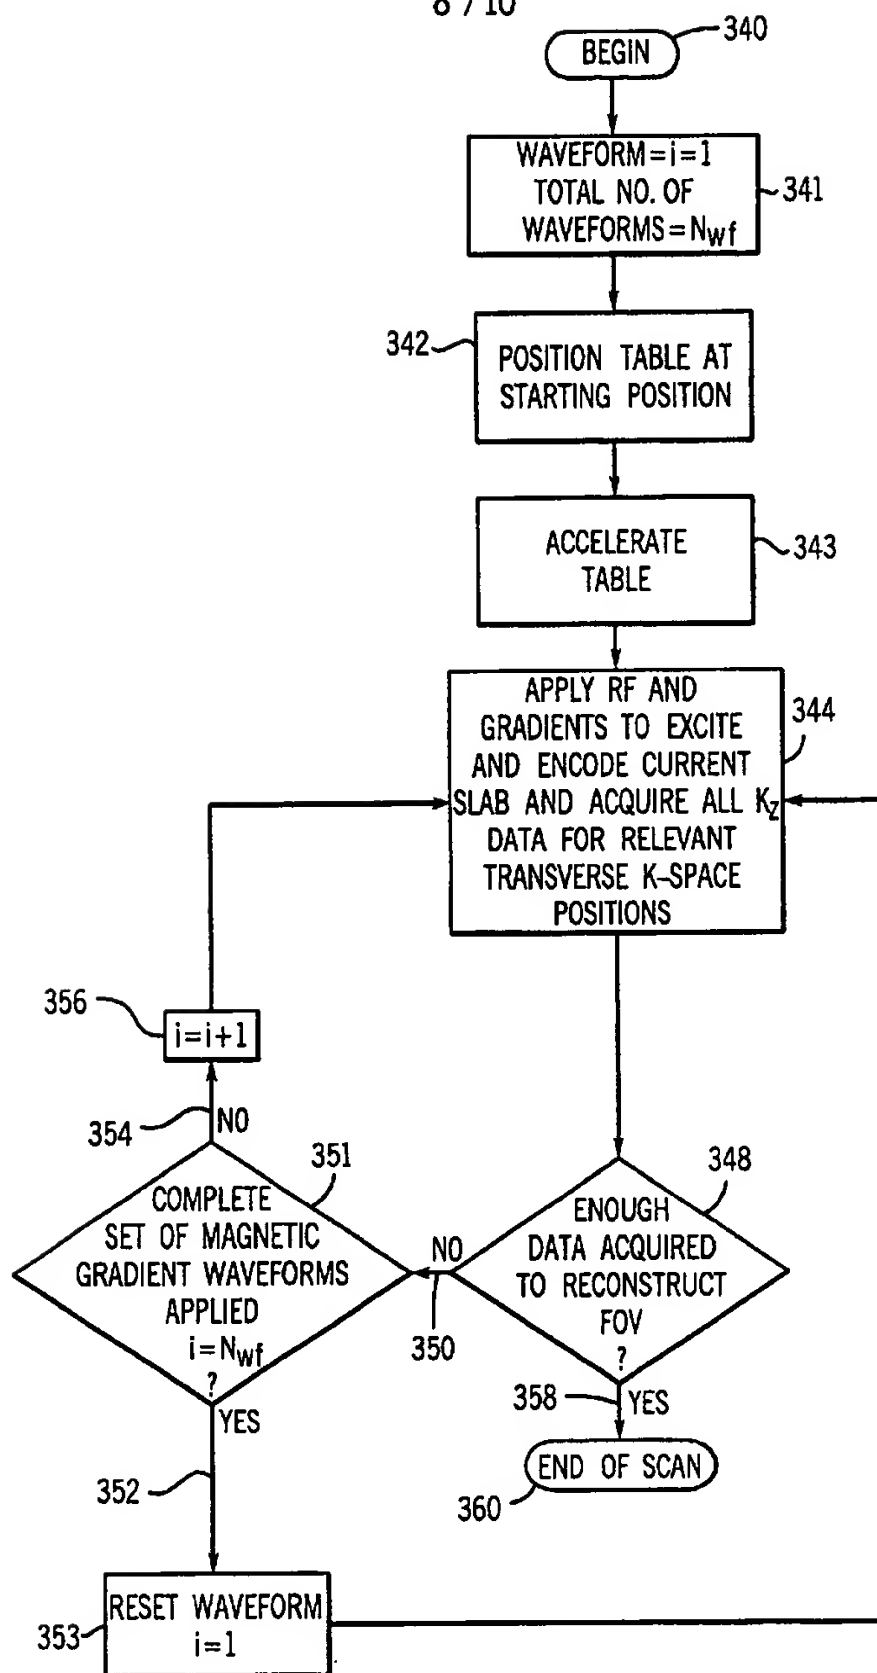 8 / 10
BEGIN
340
WAVEFORM=i=1
TOTAL NO. OF
WAVEFORMS=Nwf
341
342
POSITION TABLE AT
STARTING POSITION
ACCELERATE
TABLE
343
APPLY RF AND
GRADIENTS TO EXCITE
AND ENCODE CURRENT
SLAB AND ACQUIRE ALL Kz
DATA FOR RELEVANT
TRANSVERSE K-SPACE
POSITIONS
344
356
i=i+1
354
NO
351
COMPLETE
SET OF MAGNETIC
GRADIENT WAVEFORMS
APPLIED
i=Nwf
?
NO
350
348
ENOUGH
DATA ACQUIRED
TO RECONSTRUCT
FOV
?
358
YES
END OF SCAN
360
YES
352
RESET WAVEFORM
i=1
353